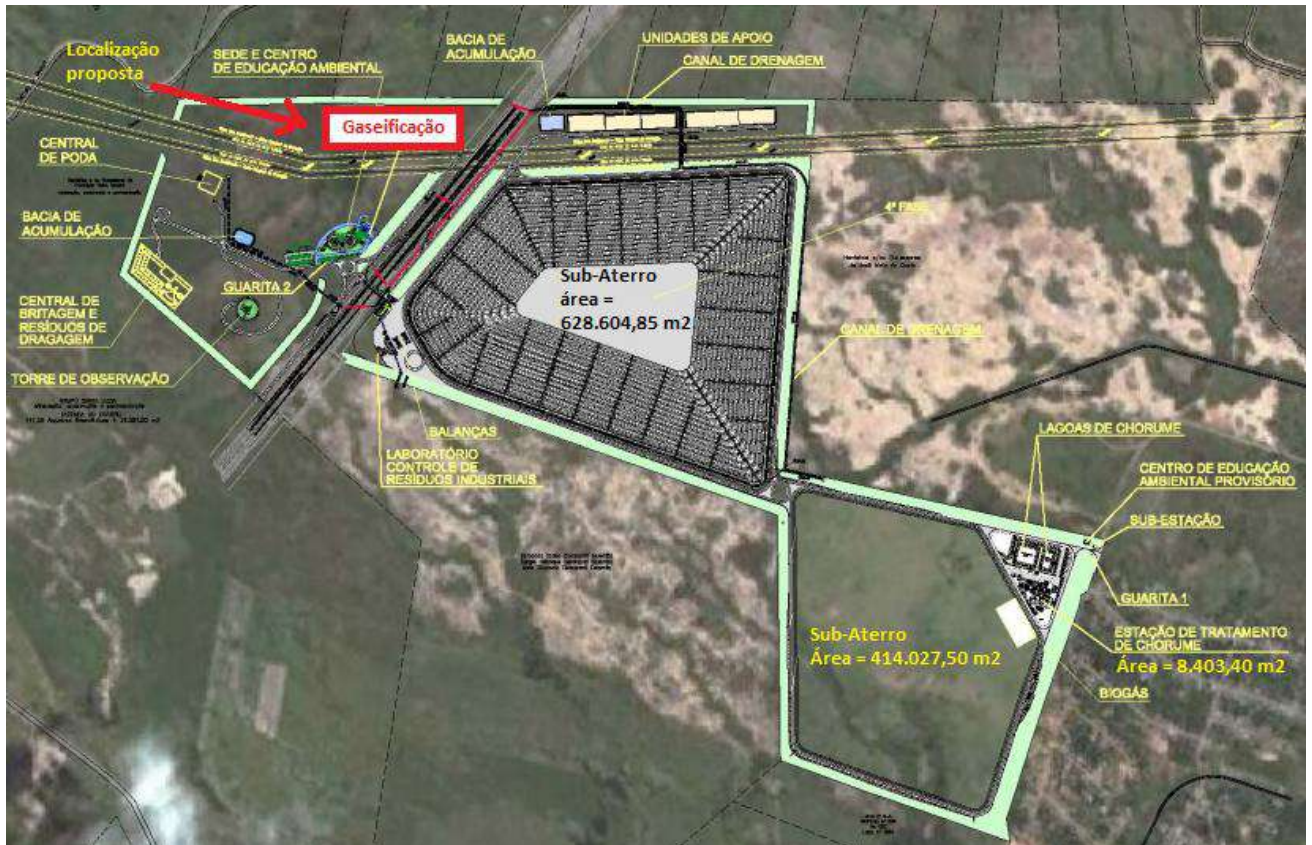 Localização
proposta
SEDE E CENTRO
DE EDUCAÇÃO AMBIENTAL
BACIA DE
ACUMULAÇÃO
UNIDADES DE APOIO
CANAL DE DRENAGEM
Gaseificação
CENTRAL
DE PODA
BACIA DE
ACUMULAÇÃO
4ª FASE
Sub-Aterro
área =
628.604,85 m2
GUARITA 2
CENTRAL DE
BRITAGEM E
RESÍDUOS DE
DRAGAGEM
CANAL DE DRENAGEM
TORRE DE OBSERVAÇÃO
BALANÇAS
LABORATÓRIO
CONTROLE DE
RESÍDUOS INDUSTRIAIS
LAGOAS DE CHORUME
CENTRO DE EDUCAÇÃO
AMBIENTAL PROVISÓRIO
SUB-ESTAÇÃO
GUARITA 1
Sub-Aterro
Área = 414.027,50 m2
ESTAÇÃO DE TRATAMENTO
DE CHORUME
Área = 8.403,40 m2
BIOGÁS